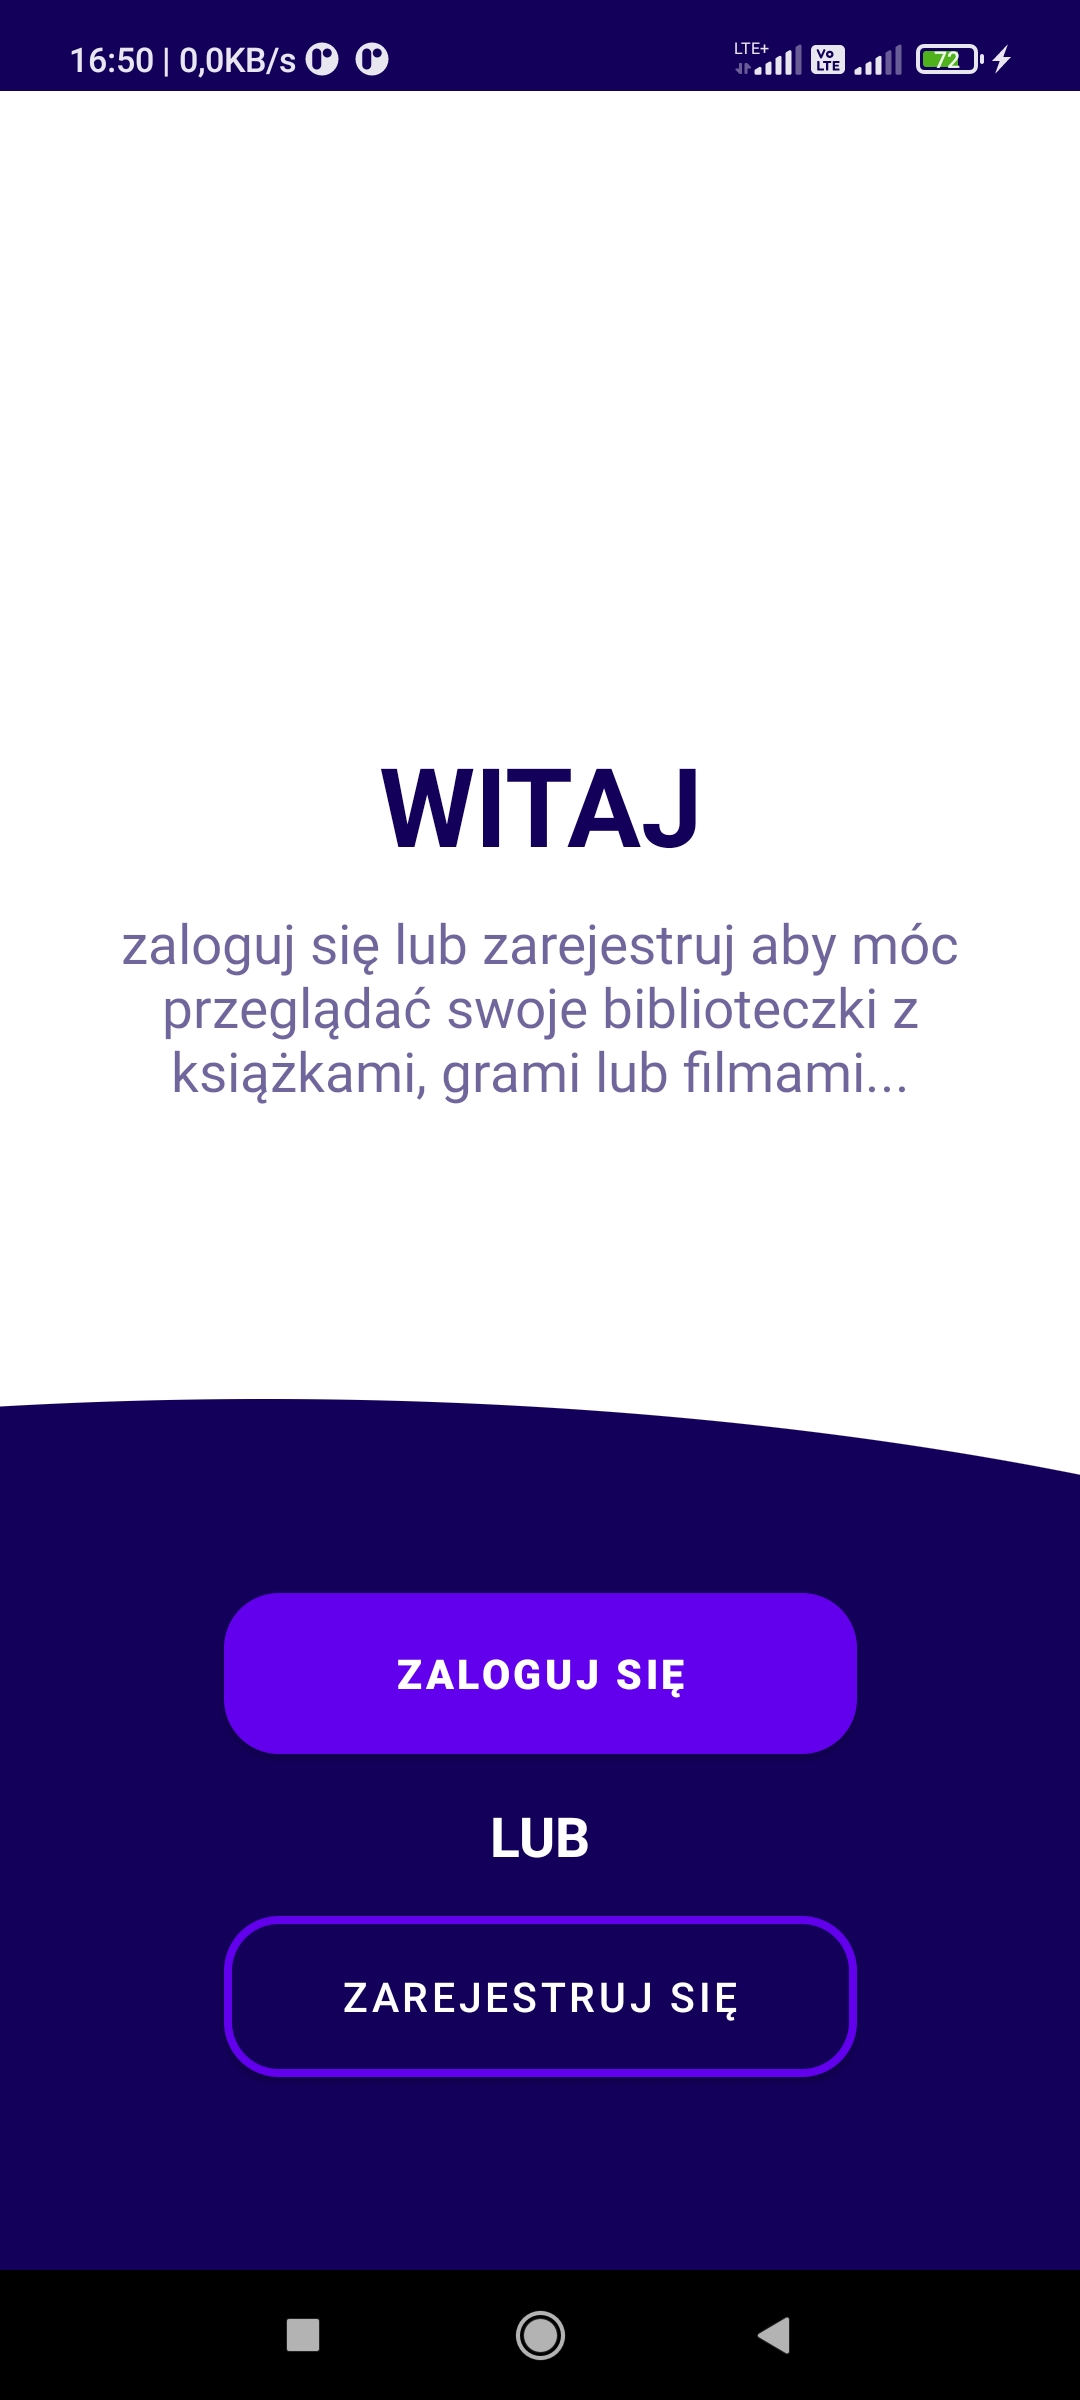 16:50 | 0,0KB/s
LTE+
Vo
LTE
72
WITAJ
zaloguj się lub zarejestruj aby móc
przeglądać swoje biblioteczki z
książkami, grami lub filmami...
ZALOGUJ SIĘ
LUB
ZAREJESTRUJ SIĘ